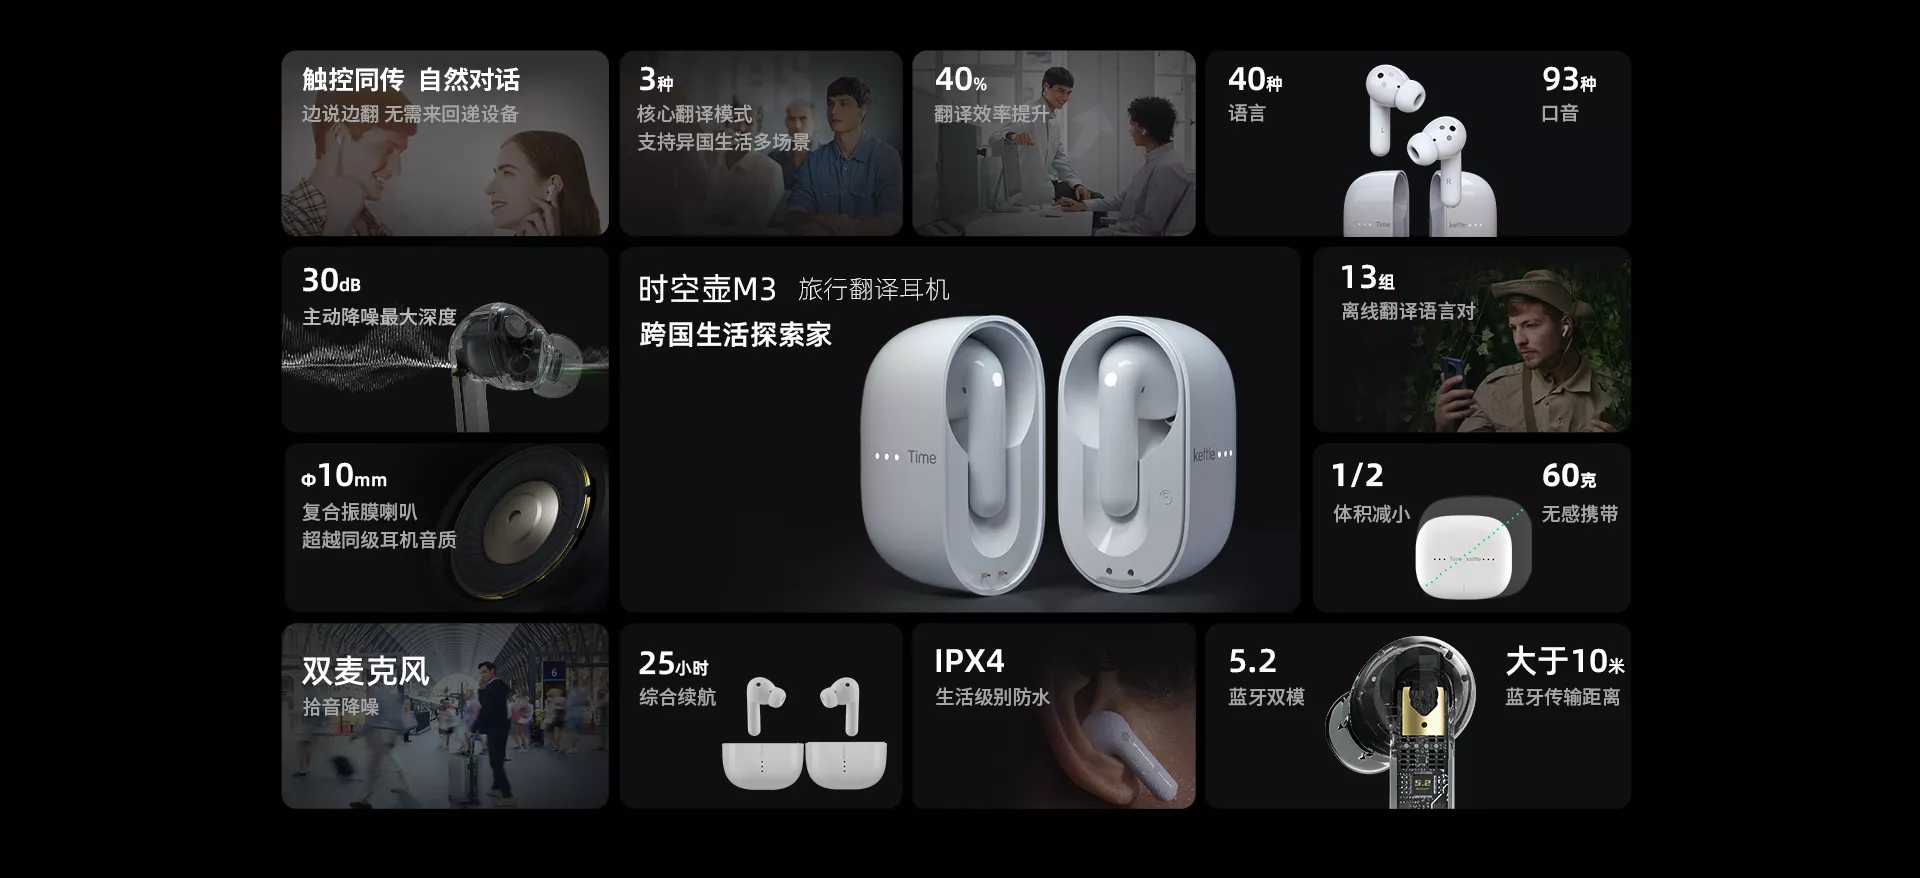 触控同传 自然对话
边说边翻 无需来回递设备
3种
核心翻译模式
支持异国生活多场景
40%
翻译效率提升
40种
语言
93种
口音
L
R
Time
kettle
30dB
主动降噪最大深度
时空壶M3 旅行翻译耳机
跨国生活探索家
Time
kettle
13组
离线翻译语言对
Φ10mm
复合振膜喇叭
超越同级耳机音质
1/2
体积减小
60克
无感携带
Time kettle
双麦克风
拾音降噪
6
25小时
综合续航
IPX4
生活级别防水
5.2
蓝牙双模
大于10米
蓝牙传输距离
5.2